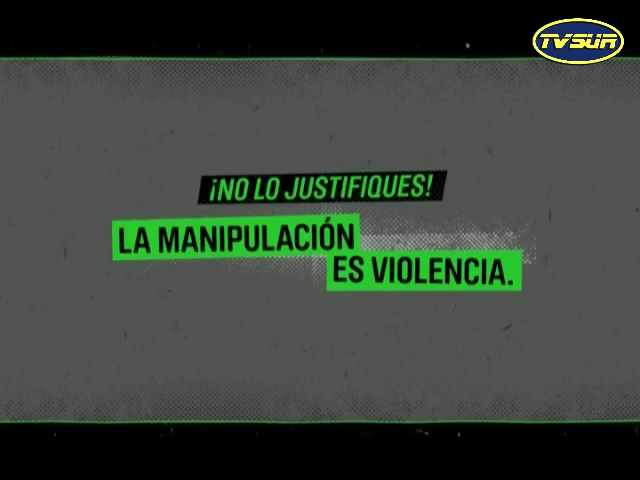 TVSUR
¡NO LO JUSTIFIQUES!
LA MANIPULACIÓN
ES VIOLENCIA.